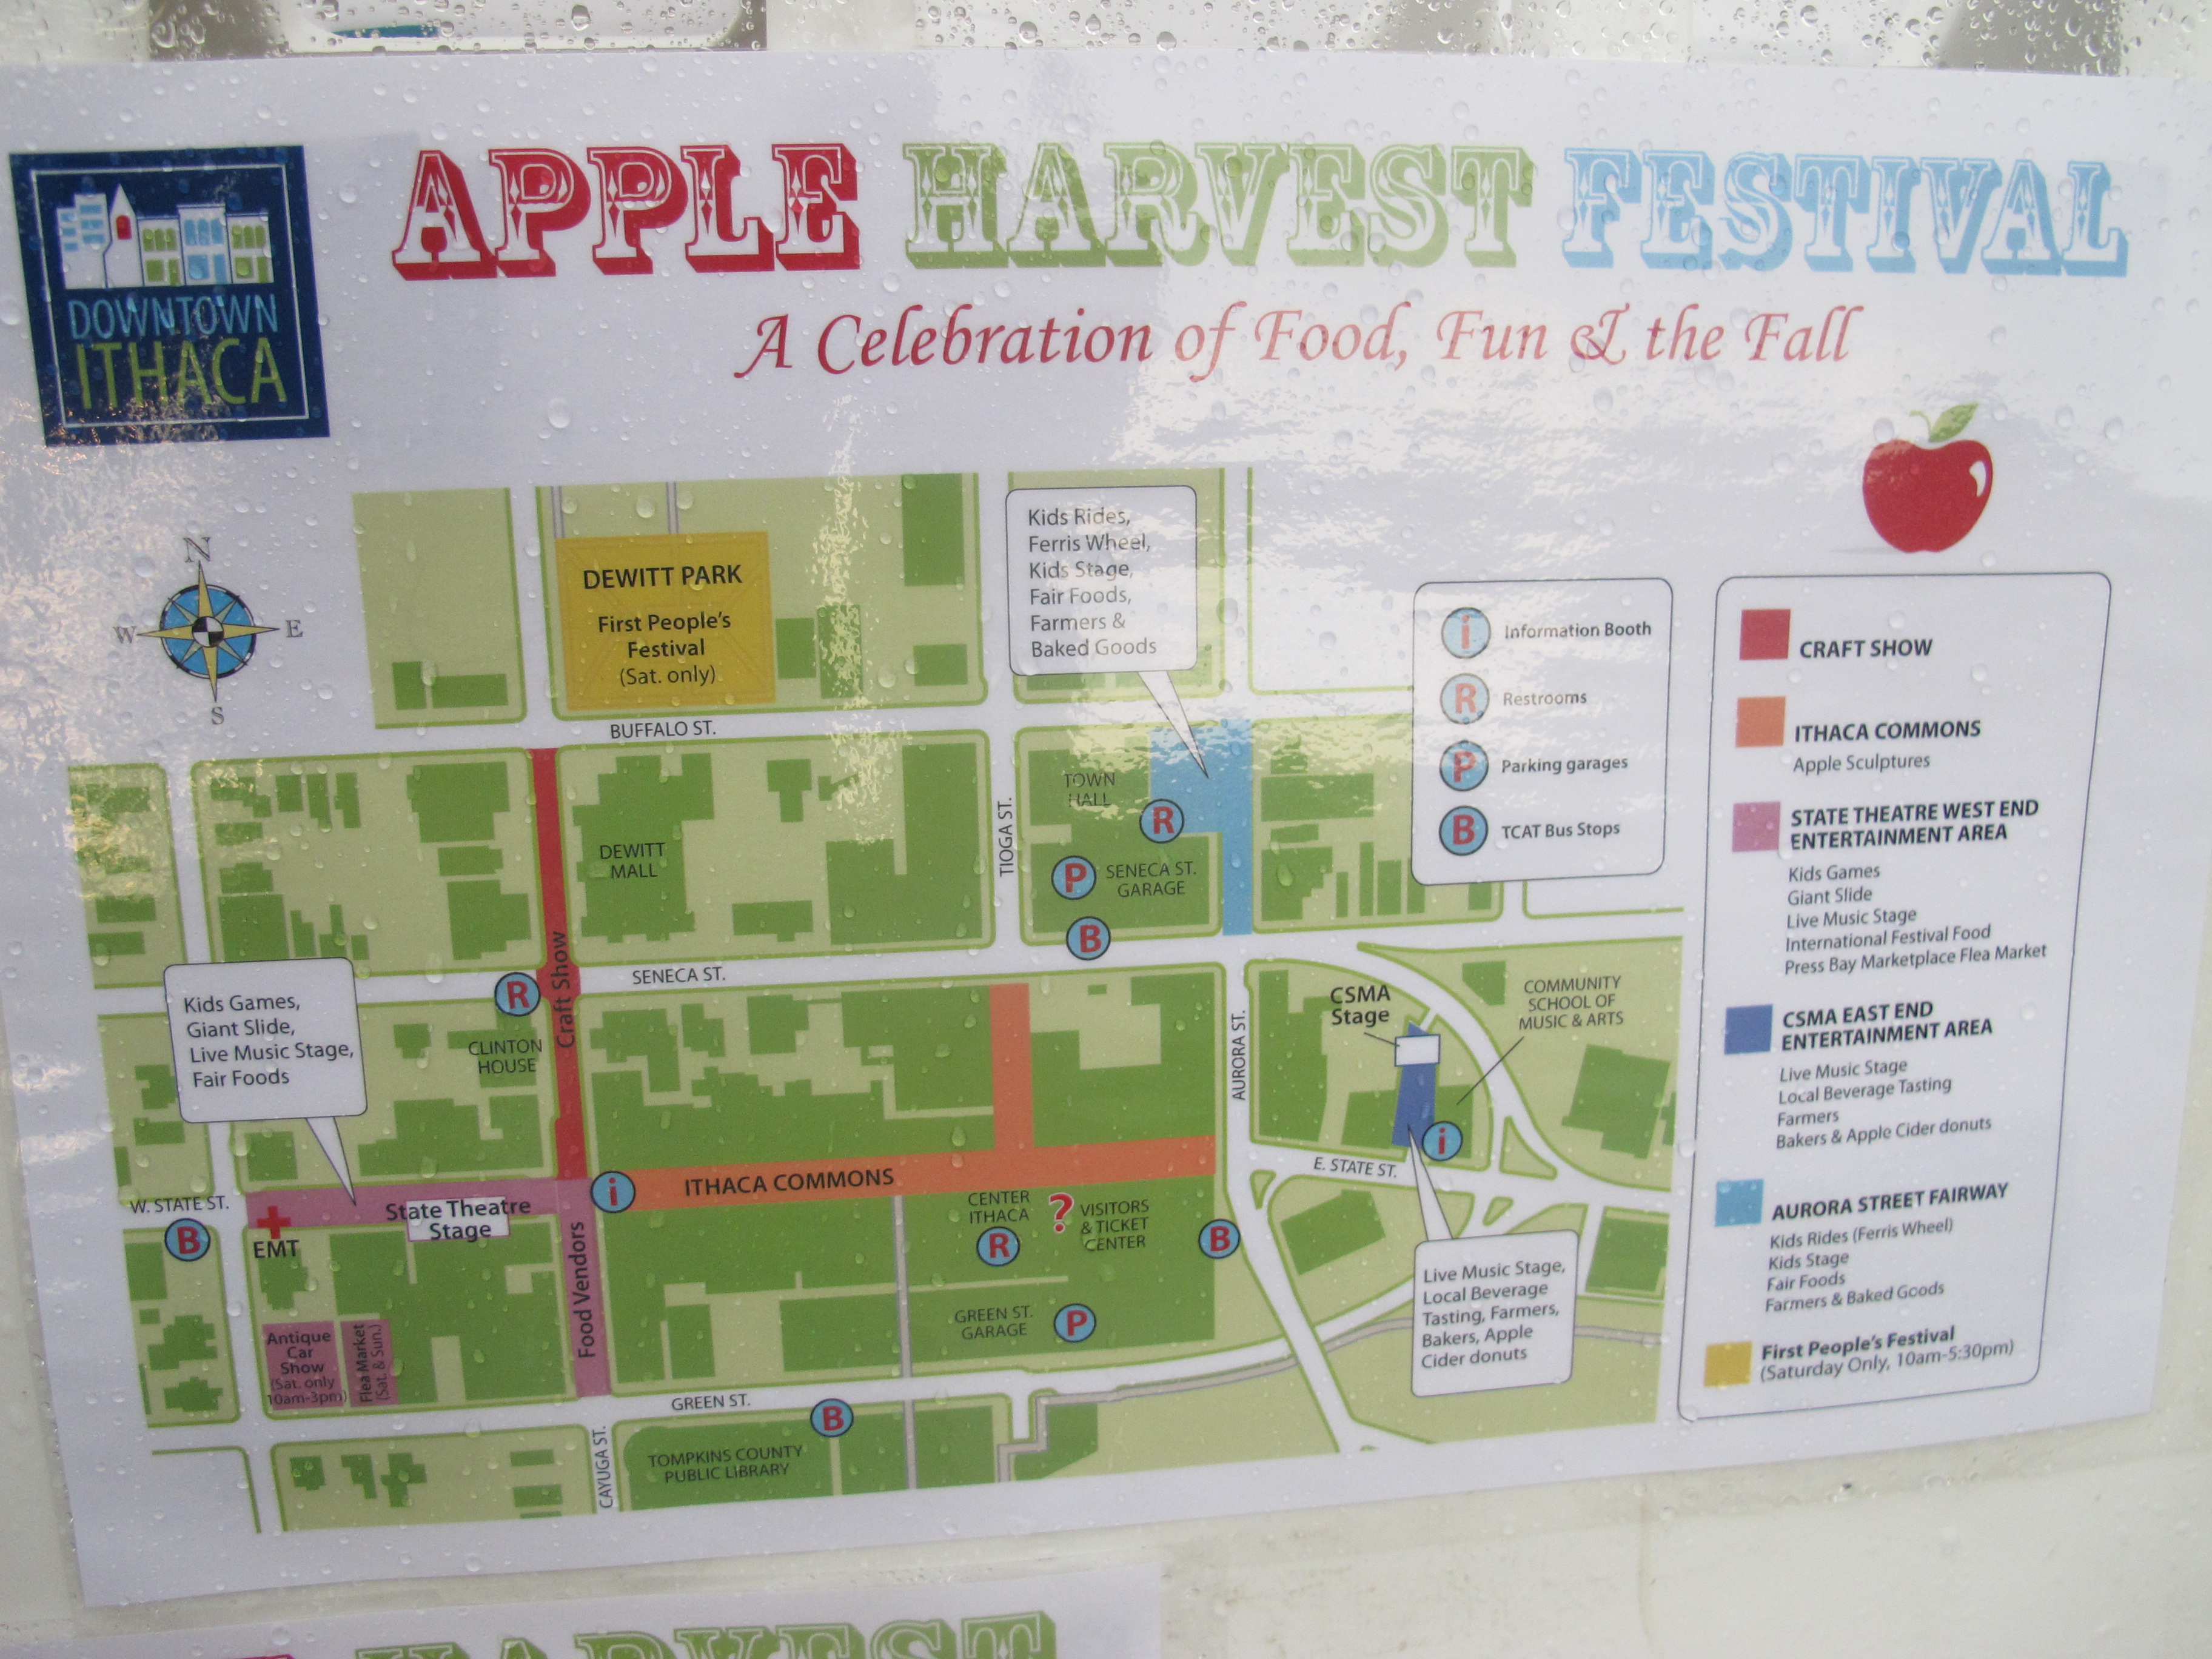 DOWNTOWN
ITHACA
APPLE HARVEST FESTIVAL
A Celebration of Food, Fun & the Fall
N
W
E
S
DEWITT PARK
First People's
Festival
(Sat. only)
Kids Rides,
Ferris Wheel,
Kids Stage,
Fair Foods,
Farmers &
Baked Goods
i Information Booth
R Restrooms
P Parking garages
B TCAT Bus Stops
CRAFT SHOW
ITHACA COMMONS
Apple Sculptures
STATE THEATRE WEST END
ENTERTAINMENT AREA
Kids Games
Giant Slide
Live Music Stage
International Festival Food
Press Bay Marketplace Flea Market
CSMA EAST END
ENTERTAINMENT AREA
Live Music Stage
Local Beverage Tasting
Farmers
Bakers & Apple Cider donuts
AURORA STREET FAIRWAY
Kids Rides (Ferris Wheel)
Kids Stage
Fair Foods
Farmers & Baked Goods
First People's Festival
(Saturday Only, 10am-5:30pm)
BUFFALO ST.
TOWN
HALL
R
DEWITT
MALL
TIOGA ST.
P
SENECA ST.
GARAGE
B
Craft Show
SENECA ST.
R
CLINTON
HOUSE
Kids Games,
Giant Slide,
Live Music Stage,
Fair Foods
AURORA ST.
CSMA
Stage
COMMUNITY
SCHOOL OF
MUSIC & ARTS
i
E. STATE ST.
W. STATE ST.
B
EMT
State Theatre
Stage
i
ITHACA COMMONS
CENTER
ITHACA
R
?
VISITORS
& TICKET
CENTER
B
Food Vendors
Antique
Car
Show
(Sat. only
10am-3pm)
Flea Market
(Sat. & Sun.)
GREEN ST.
GARAGE
P
Live Music Stage,
Local Beverage
Tasting, Farmers,
Bakers, Apple
Cider donuts
GREEN ST.
B
CAYUGA ST.
TOMPKINS COUNTY
PUBLIC LIBRARY
HARVEST